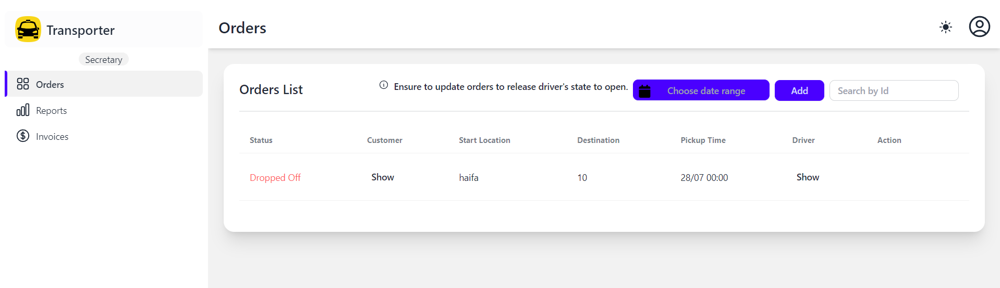 Transporter
Secretary
Orders
Reports
Invoices
Orders
Orders List
Ensure to update orders to release driver's state to open.
Choose date range
Add
Search by Id
Status Customer Start Location Destination Pickup Time Driver Action
Dropped Off Show haifa 10 28/07 00:00 Show